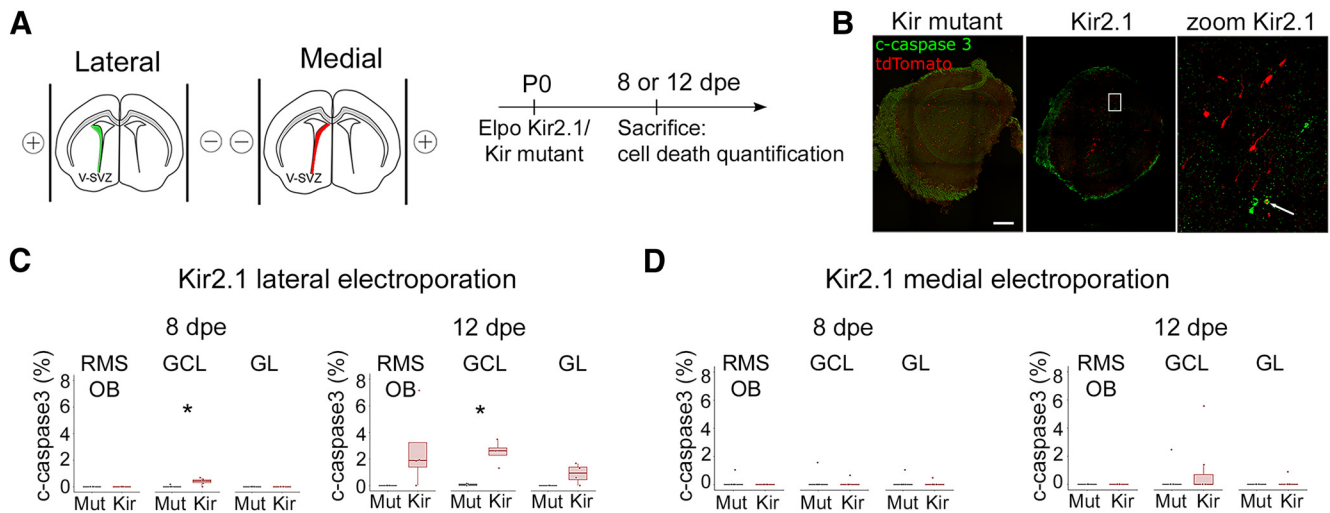 A
Lateral
Medial
+
−
−
+
V-SVZ
V-SVZ
P0
8 or 12 dpe
Elpo Kir2.1/
Kir mutant
Sacrifice:
cell death quantification
B
Kir mutant
Kir2.1
zoom Kir2.1
c-caspase 3
tdTomato
C
Kir2.1 lateral electroporation
8 dpe
12 dpe
c-caspase3 (%)
8
6
4
2
0
RMS
OB
GCL
GL
*
Mut Kir
Mut Kir
Mut Kir
c-caspase3 (%)
8
6
4
2
0
RMS
OB
GCL
GL
*
Mut Kir
Mut Kir
Mut Kir
D
Kir2.1 medial electroporation
8 dpe
12 dpe
c-caspase3 (%)
8
6
4
2
0
RMS
OB
GCL
GL
Mut Kir
Mut Kir
Mut Kir
c-caspase3 (%)
8
6
4
2
0
RMS
OB
GCL
GL
Mut Kir
Mut Kir
Mut Kir